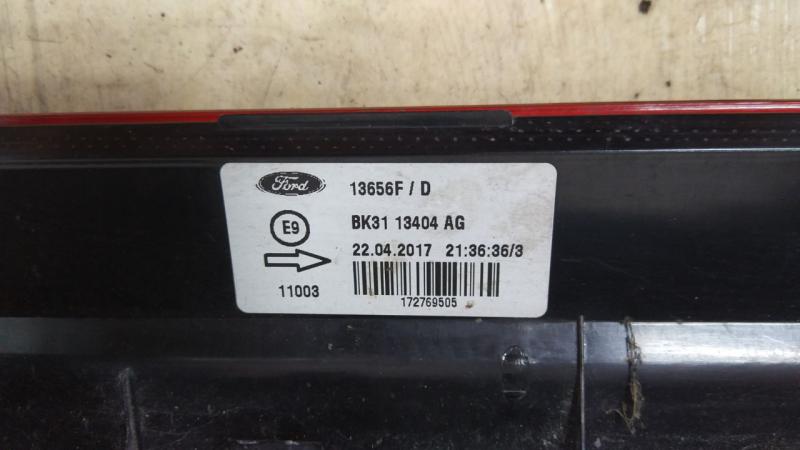 Ford
13656F / D
E9
BK31 13404 AG
22.04.2017 21:36:36/3
11003
172769505